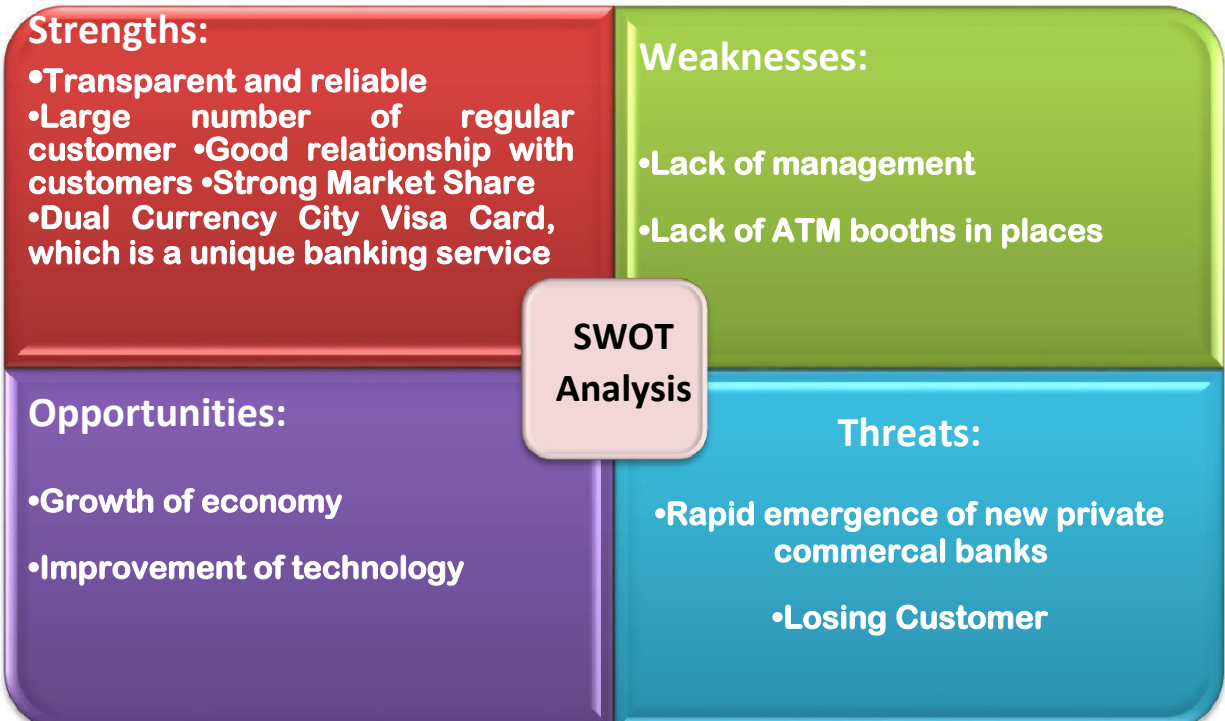 Strengths:
•Transparent and reliable
•Large number of regular
customer •Good relationship with
customers •Strong Market Share
•Dual Currency City Visa Card,
which is a unique banking service
Weaknesses:
•Lack of management
•Lack of ATM booths in places
SWOT
Analysis
Opportunities:
•Growth of economy
•Improvement of technology
Threats:
•Rapid emergence of new private
commercal banks
•Losing Customer